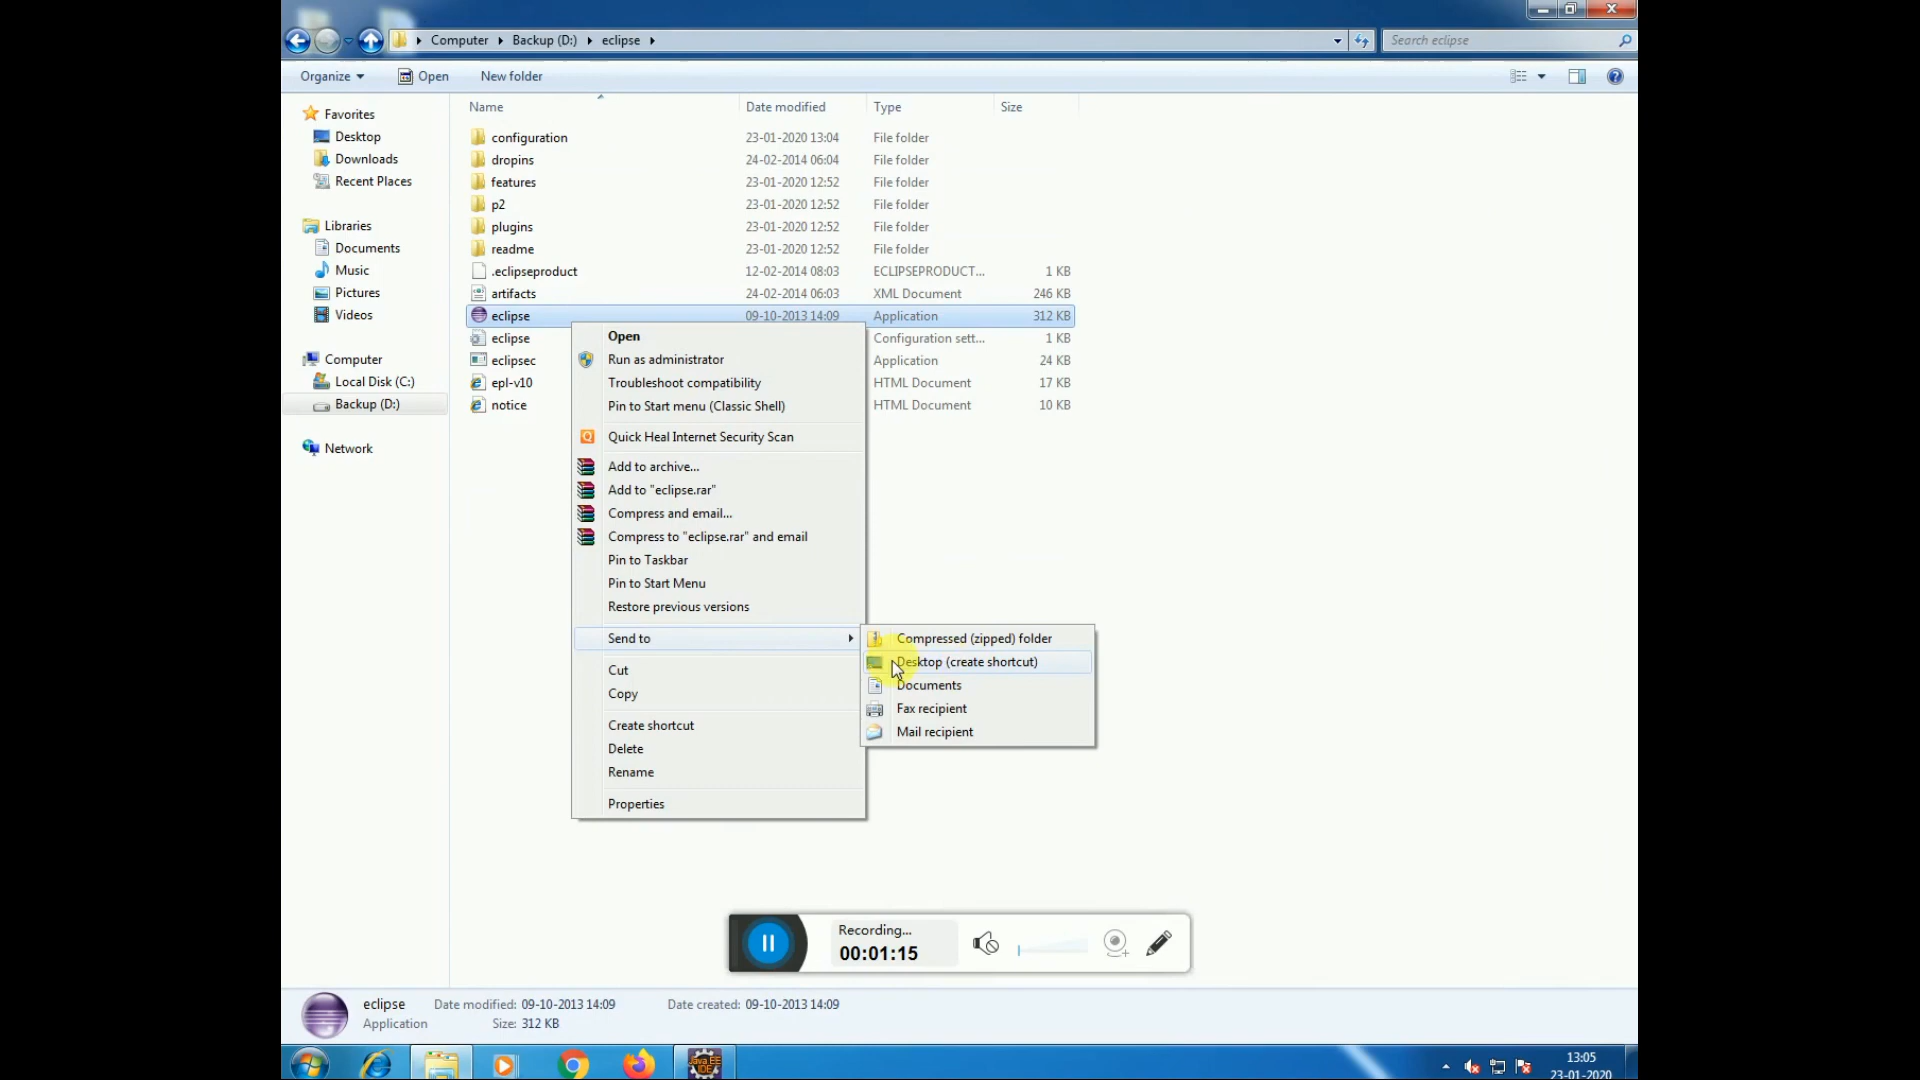 Computer Backup (D:) eclipse
Search eclipse
Organize Open New folder
Name Date modified Type Size
Favorites
Desktop
Downloads
Recent Places
Libraries
Documents
Music
Pictures
Videos
Computer
Local Disk (C:)
Backup (D:)
Network
configuration 23-01-2020 13:04 File folder
dropins 24-02-2014 06:04 File folder
features 23-01-2020 12:52 File folder
p2 23-01-2020 12:52 File folder
plugins 23-01-2020 12:52 File folder
readme 23-01-2020 12:52 File folder
.eclipseproduct 12-02-2014 08:03 ECLIPSEPRODUCT... 1 KB
artifacts 24-02-2014 06:03 XML Document 246 KB
eclipse 09-10-2013 14:09 Application 312 KB
eclipse Configuration sett... 1 KB
eclipsec Application 24 KB
epl-v10 HTML Document 17 KB
notice HTML Document 10 KB
Open
Run as administrator
Troubleshoot compatibility
Pin to Start menu (Classic Shell)
Quick Heal Internet Security Scan
Add to archive...
Add to "eclipse.rar"
Compress and email...
Compress to "eclipse.rar" and email
Pin to Taskbar
Pin to Start Menu
Restore previous versions
Send to
Cut
Copy
Create shortcut
Delete
Rename
Properties
Compressed (zipped) folder
Desktop (create shortcut)
Documents
Fax recipient
Mail recipient
Recording...
00:01:15
eclipse Date modified: 09-10-2013 14:09 Date created: 09-10-2013 14:09
Application Size: 312 KB
Java EE
IDE
13:05
23-01-2020